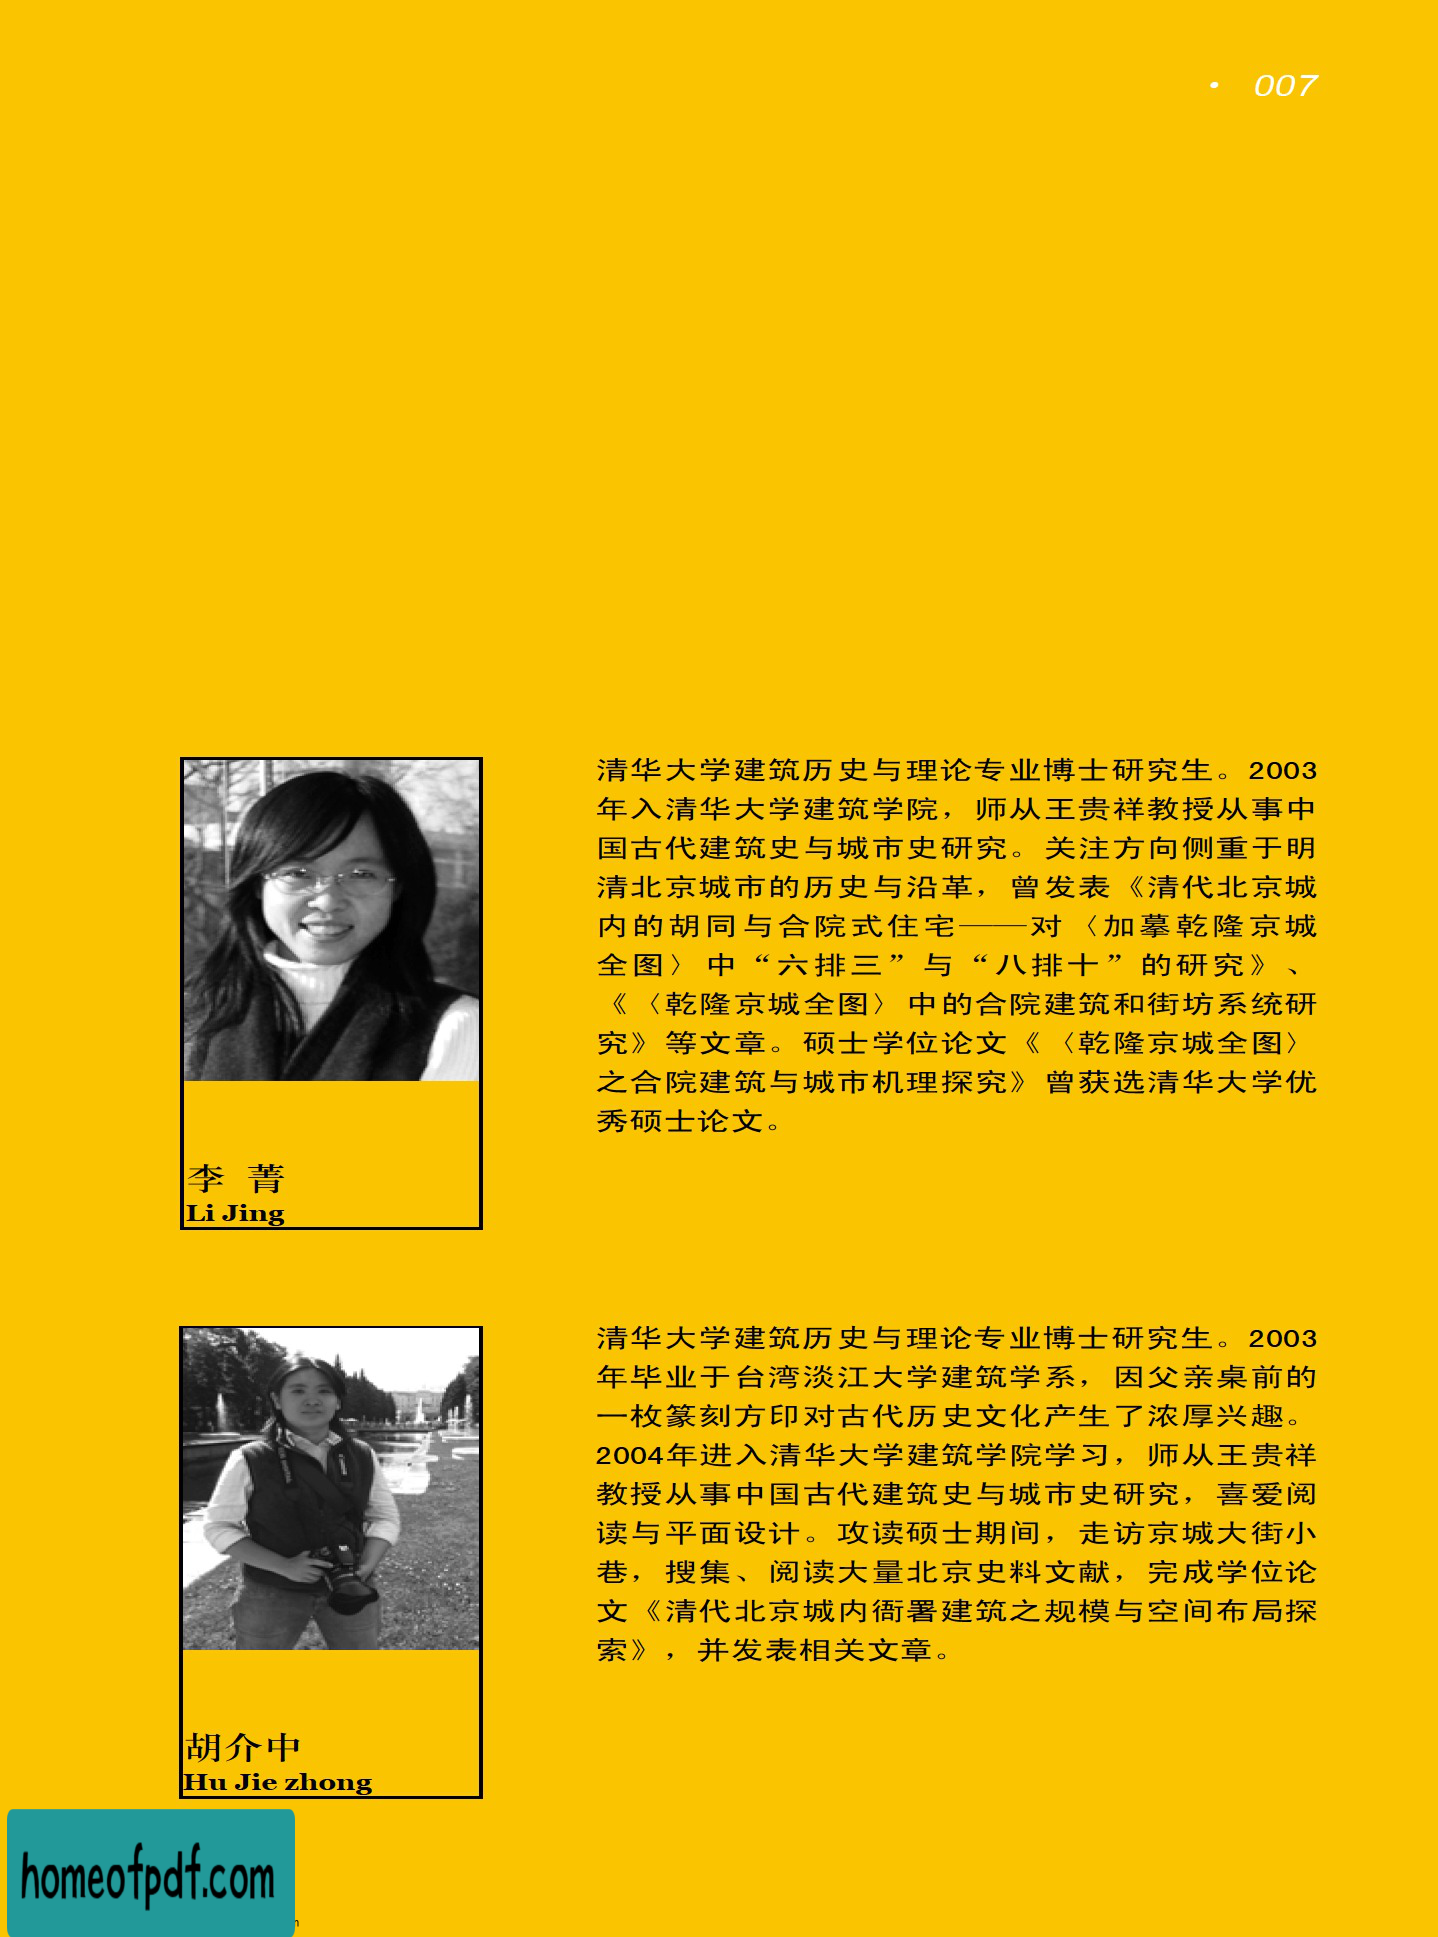 • 007
清华大学建筑历史与理论专业博士研究生。2003
年入清华大学建筑学院，师从王贵祥教授从事中
国古代建筑史与城市史研究。关注方向侧重于明
清北京城市的历史与沿革，曾发表《清代北京城
内的胡同与合院式住宅——对〈加摹乾隆京城
全图〉中“六排三”与“八排十”的研究》、
《〈乾隆京城全图〉中的合院建筑和街坊系统研
究》等文章。硕士学位论文《〈乾隆京城全图〉
之合院建筑与城市机理探究》曾获选清华大学优
秀硕士论文。
李 菁
Li Jing
清华大学建筑历史与理论专业博士研究生。2003
年毕业于台湾淡江大学建筑学系，因父亲桌前的
一枚篆刻方印对古代历史文化产生了浓厚兴趣。
2004年进入清华大学建筑学院学习，师从王贵祥
教授从事中国古代建筑史与城市史研究，喜爱阅
读与平面设计。攻读硕士期间，走访京城大街小
巷，搜集、阅读大量北京史料文献，完成学位论
文《清代北京城内衙署建筑之规模与空间布局探
索》，并发表相关文章。
胡介中
Hu Jie zhong
homeofpdf.com